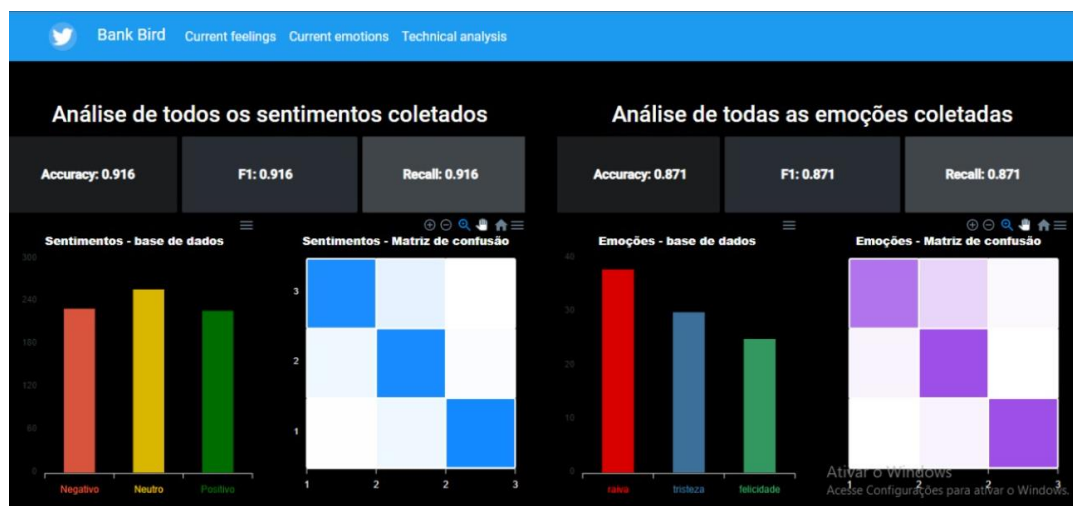 Bank Bird Current feelings Current emotions Technical analysis
Análise de todos os sentimentos coletados
Accuracy: 0.916 F1: 0.916 Recall: 0.916
Sentimentos - base de dados
300
240
180
120
60
0
Negativo Neutro Positivo
Sentimentos - Matriz de confusão
3
2
1
1 2 2 3
Análise de todas as emoções coletadas
Accuracy: 0.871 F1: 0.871 Recall: 0.871
Emoções - base de dados
40
30
20
10
0
raiva tristeza felicidade
Emoções - Matriz de confusão
1 2 2 3
Ativar o Windows
Acesse Configurações para ativar o Windows.